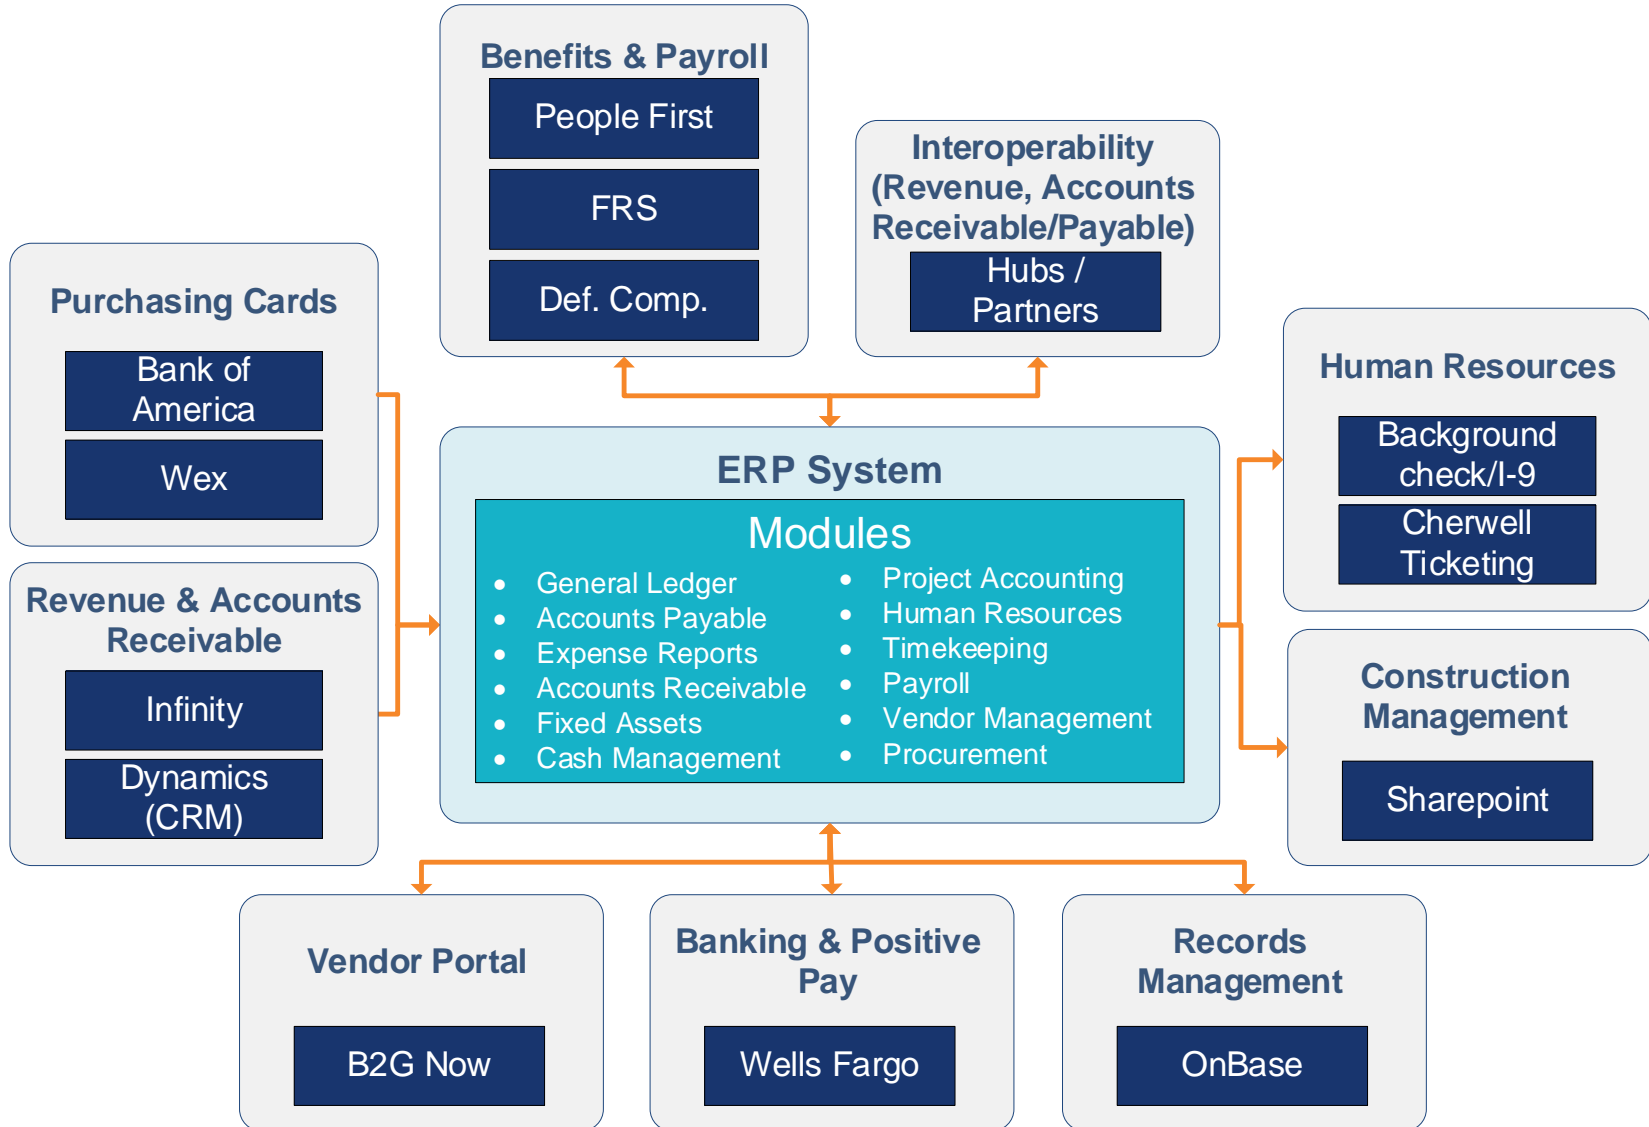 Benefits & Payroll
People First
FRS
Def. Comp.
Interoperability
(Revenue, Accounts
Receivable/Payable)
Hubs /
Partners
Purchasing Cards
Bank of
America
Wex
Human Resources
Background
check/I-9
Cherwell
Ticketing
ERP System
Modules
• General Ledger
• Accounts Payable
• Expense Reports
• Accounts Receivable
• Fixed Assets
• Cash Management
• Project Accounting
• Human Resources
• Timekeeping
• Payroll
• Vendor Management
• Procurement
Revenue & Accounts
Receivable
Infinity
Dynamics
(CRM)
Construction
Management
Sharepoint
Vendor Portal
B2G Now
Banking & Positive
Pay
Wells Fargo
Records
Management
OnBase